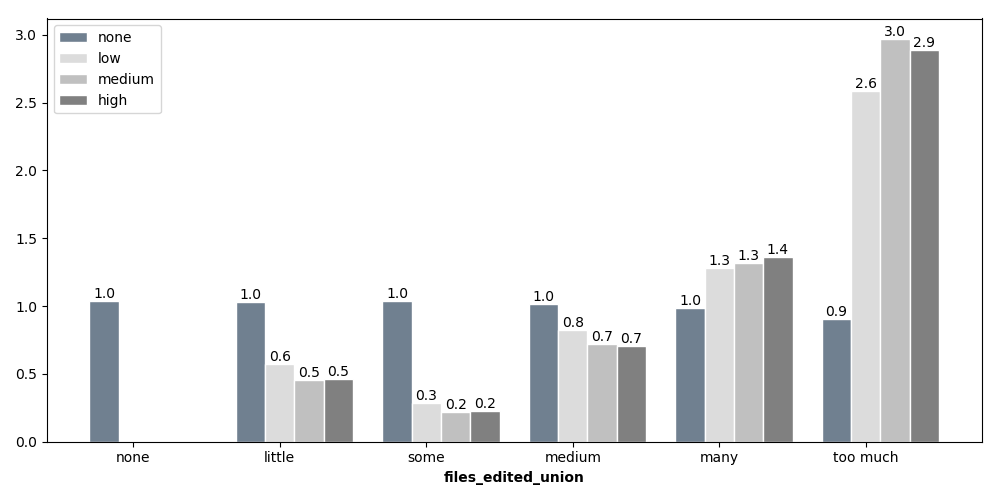 none
low
medium
high
3.0
2.5
2.0
1.5
1.0
0.5
0.0
1.0
1.0 0.6 0.5 0.5
1.0 0.3 0.2 0.2
1.0 0.8 0.7 0.7
1.0 1.3 1.3 1.4
0.9 2.6 3.0 2.9
none little some medium many too much
files_edited_union